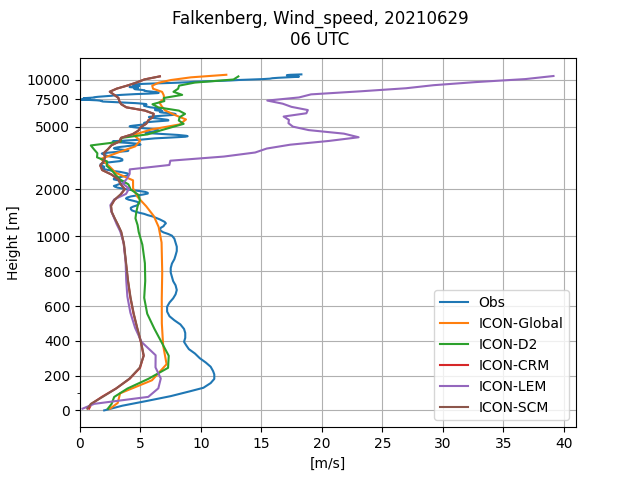 Falkenberg, Wind_speed, 20210629
06 UTC
Height [m]
10000
7500
5000
2000
1000
800
600
400
200
0
Obs
ICON-Global
ICON-D2
ICON-CRM
ICON-LEM
ICON-SCM
0 5 10 15 20 25 30 35 40
[m/s]